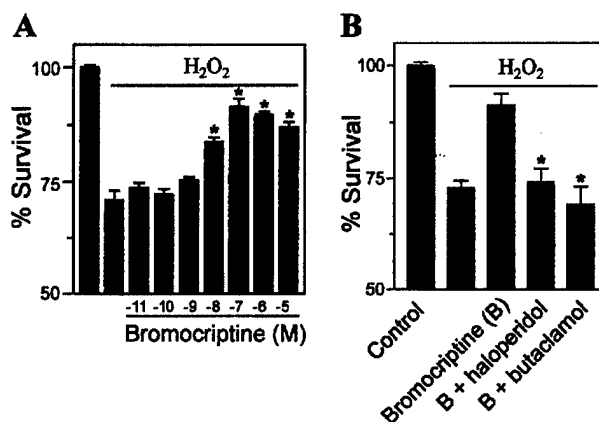 A
H₂O₂
100
75
50
% Survival
* * * *
-11 -10 -9 -8 -7 -6 -5
Bromocriptine (M)
B
H₂O₂
100
75
50
% Survival
* *
Control
Bromocriptine (B)
B + haloperidol
B + butaclamol